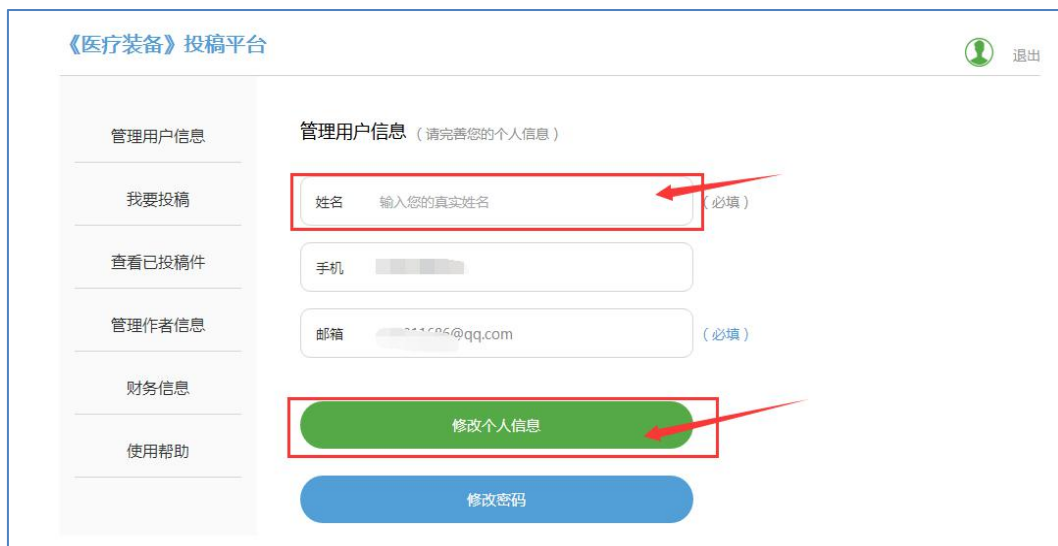 《医疗装备》投稿平台
退出
管理用户信息
我要投稿
查看已投稿件
管理作者信息
财务信息
使用帮助
管理用户信息（请完善您的个人信息）
姓名 输入您的真实姓名 （必填）
手机
邮箱 @qq.com （必填）
修改个人信息
修改密码